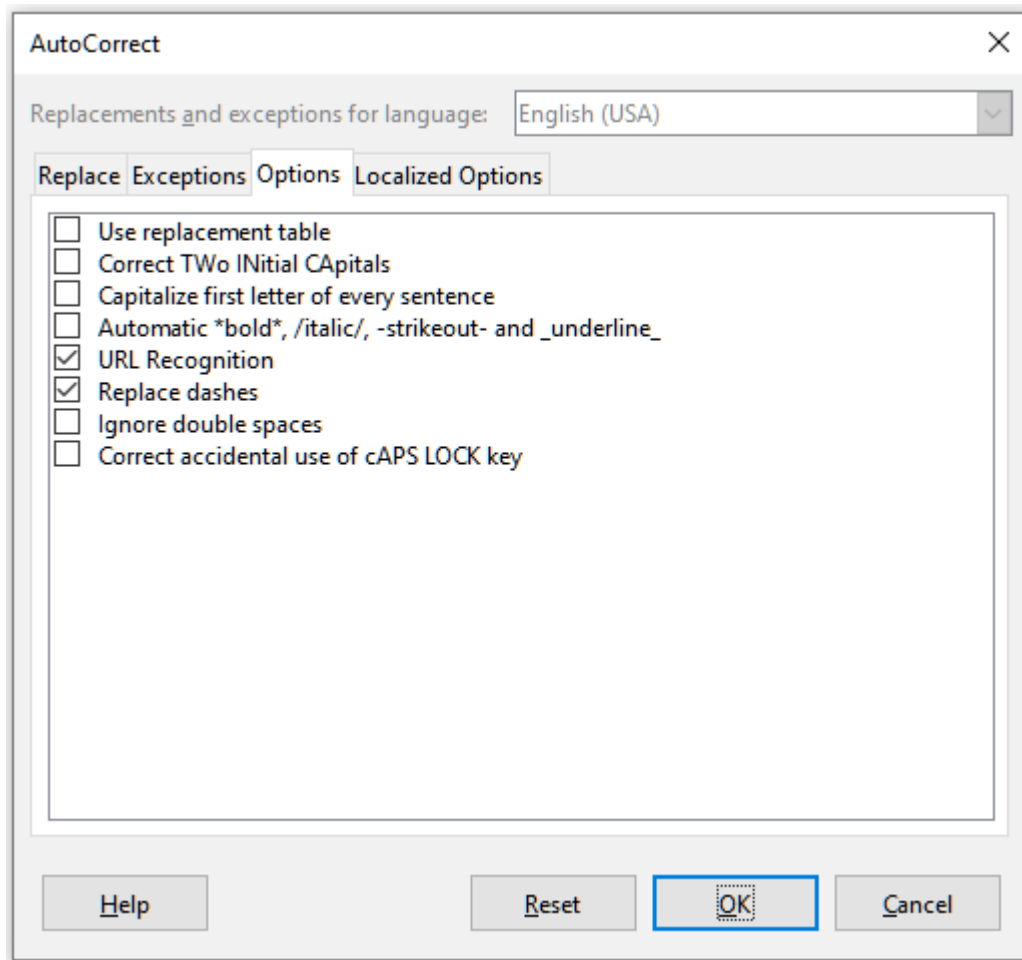 AutoCorrect
Replacements and exceptions for language: English (USA)
Replace Exceptions Options Localized Options
Use replacement table
Correct TWo INitial CApitals
Capitalize first letter of every sentence
Automatic *bold*, /italic/, -strikeout- and _underline_
URL Recognition
Replace dashes
Ignore double spaces
Correct accidental use of cAPS LOCK key
Help Reset OK Cancel